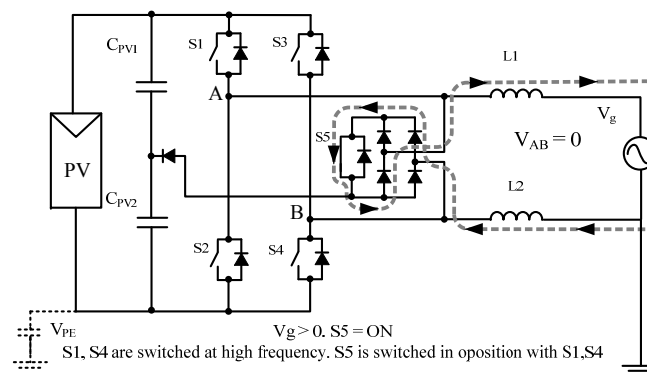 S1
S3
C_PV1
A
L1
V_g
S5
V_AB = 0
PV
C_PV2
B
L2
S2
S4
V_PE
Vg > 0. S5 = ON
S1, S4 are switched at high frequency. S5 is switched in oposition with S1,S4